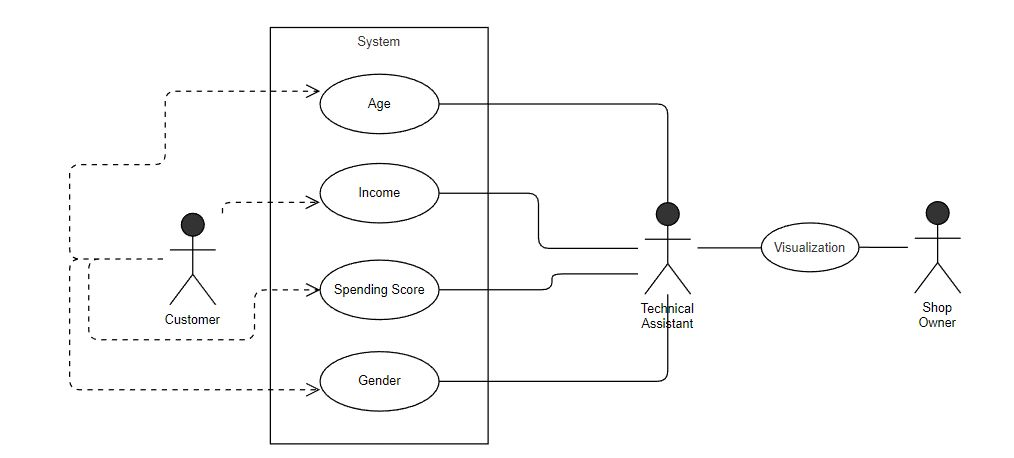 System
Age
Income
Spending Score
Gender
Customer
Technical
Assistant
Visualization
Shop
Owner